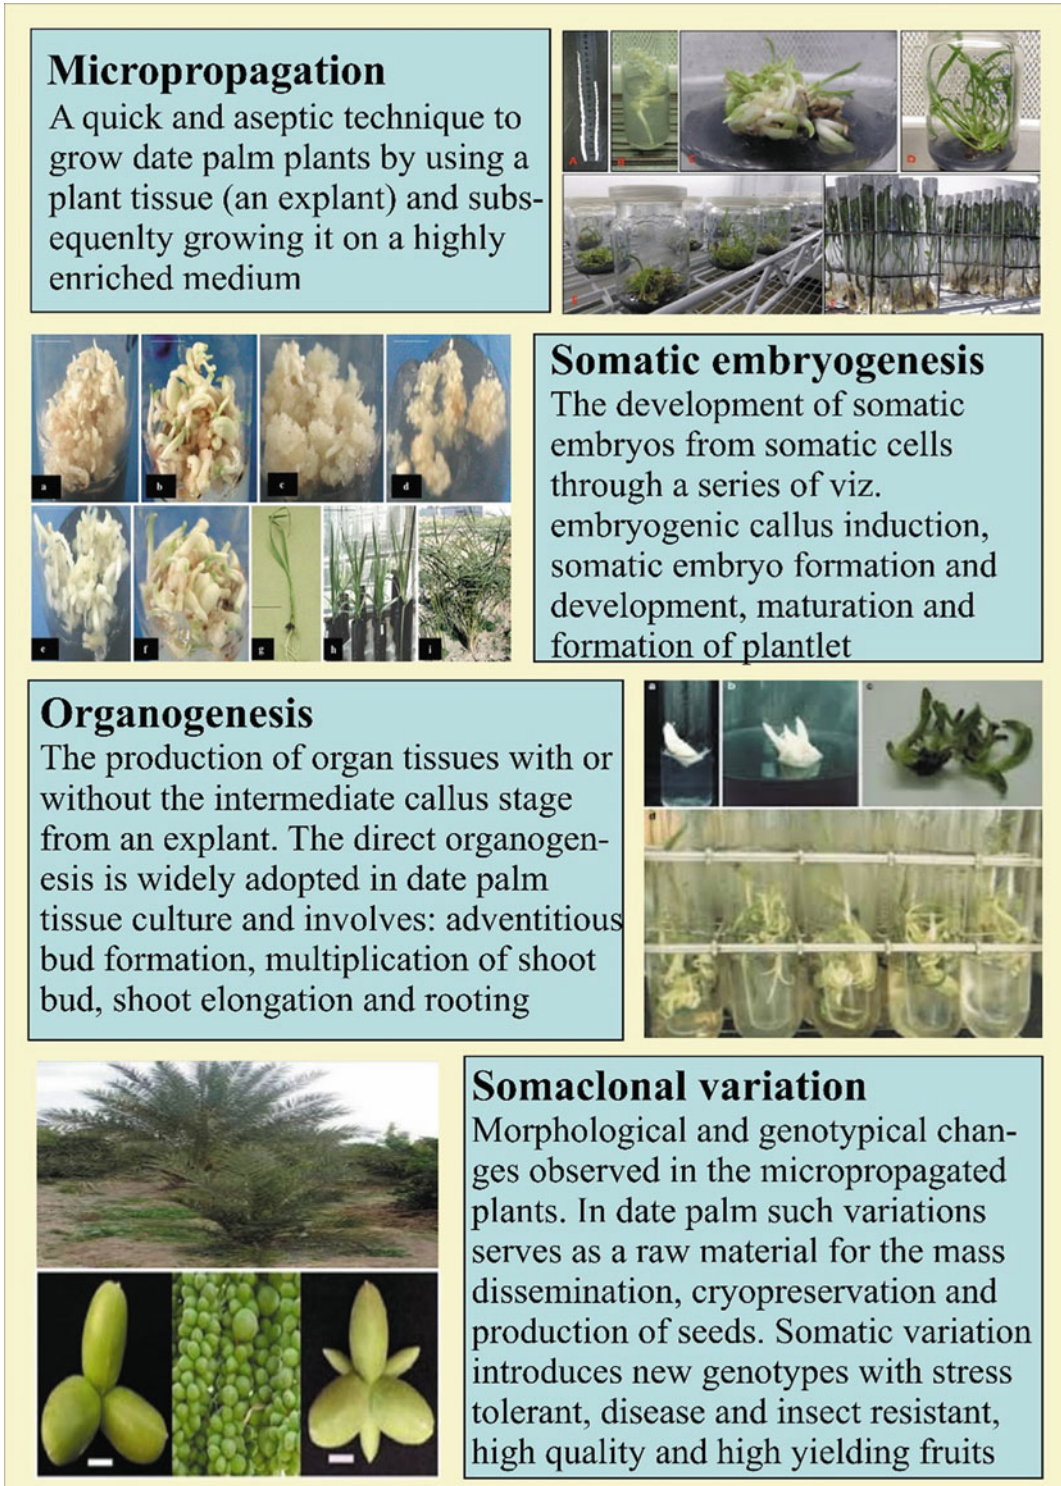 Micropropagation
A quick and aseptic technique to
grow date palm plants by using a
plant tissue (an explant) and subs-
equenlty growing it on a highly
enriched medium
A
B
C
D
E
Somatic embryogenesis
The development of somatic
embryos from somatic cells
through a series of viz.
embryogenic callus induction,
somatic embryo formation and
development, maturation and
formation of plantlet
a b c d
e f g h i
Organogenesis
The production of organ tissues with or
without the intermediate callus stage
from an explant. The direct organogen-
esis is widely adopted in date palm
tissue culture and involves: adventitious
bud formation, multiplication of shoot
bud, shoot elongation and rooting
a b c
d
Somaclonal variation
Morphological and genotypical chan-
ges observed in the micropropagated
plants. In date palm such variations
serves as a raw material for the mass
dissemination, cryopreservation and
production of seeds. Somatic variation
introduces new genotypes with stress
tolerant, disease and insect resistant,
high quality and high yielding fruits